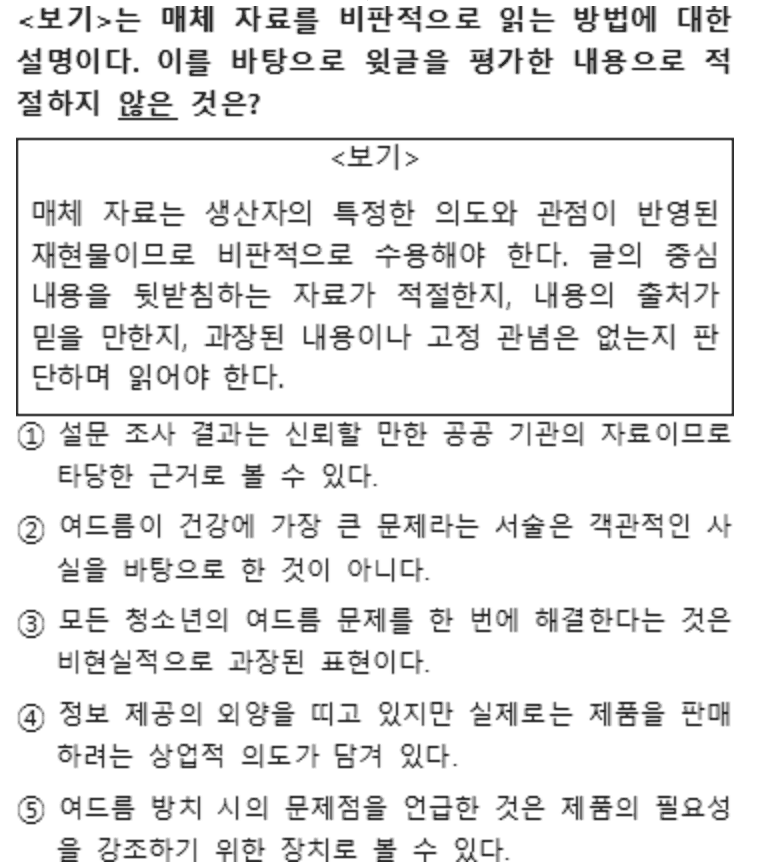 <보기>는 매체 자료를 비판적으로 읽는 방법에 대한
설명이다. 이를 바탕으로 윗글을 평가한 내용으로 적
절하지 않은 것은?
<보기>
매체 자료는 생산자의 특정한 의도와 관점이 반영된
재현물이므로 비판적으로 수용해야 한다. 글의 중심
내용을 뒷받침하는 자료가 적절한지, 내용의 출처가
믿을 만한지, 과장된 내용이나 고정 관념은 없는지 판
단하며 읽어야 한다.
① 설문 조사 결과는 신뢰할 만한 공공 기관의 자료이므로
타당한 근거로 볼 수 있다.
② 여드름이 건강에 가장 큰 문제라는 서술은 객관적인 사
실을 바탕으로 한 것이 아니다.
③ 모든 청소년의 여드름 문제를 한 번에 해결한다는 것은
비현실적으로 과장된 표현이다.
④ 정보 제공의 외양을 띠고 있지만 실제로는 제품을 판매
하려는 상업적 의도가 담겨 있다.
⑤ 여드름 방치 시의 문제점을 언급한 것은 제품의 필요성
을 강조하기 위한 장치로 볼 수 있다.